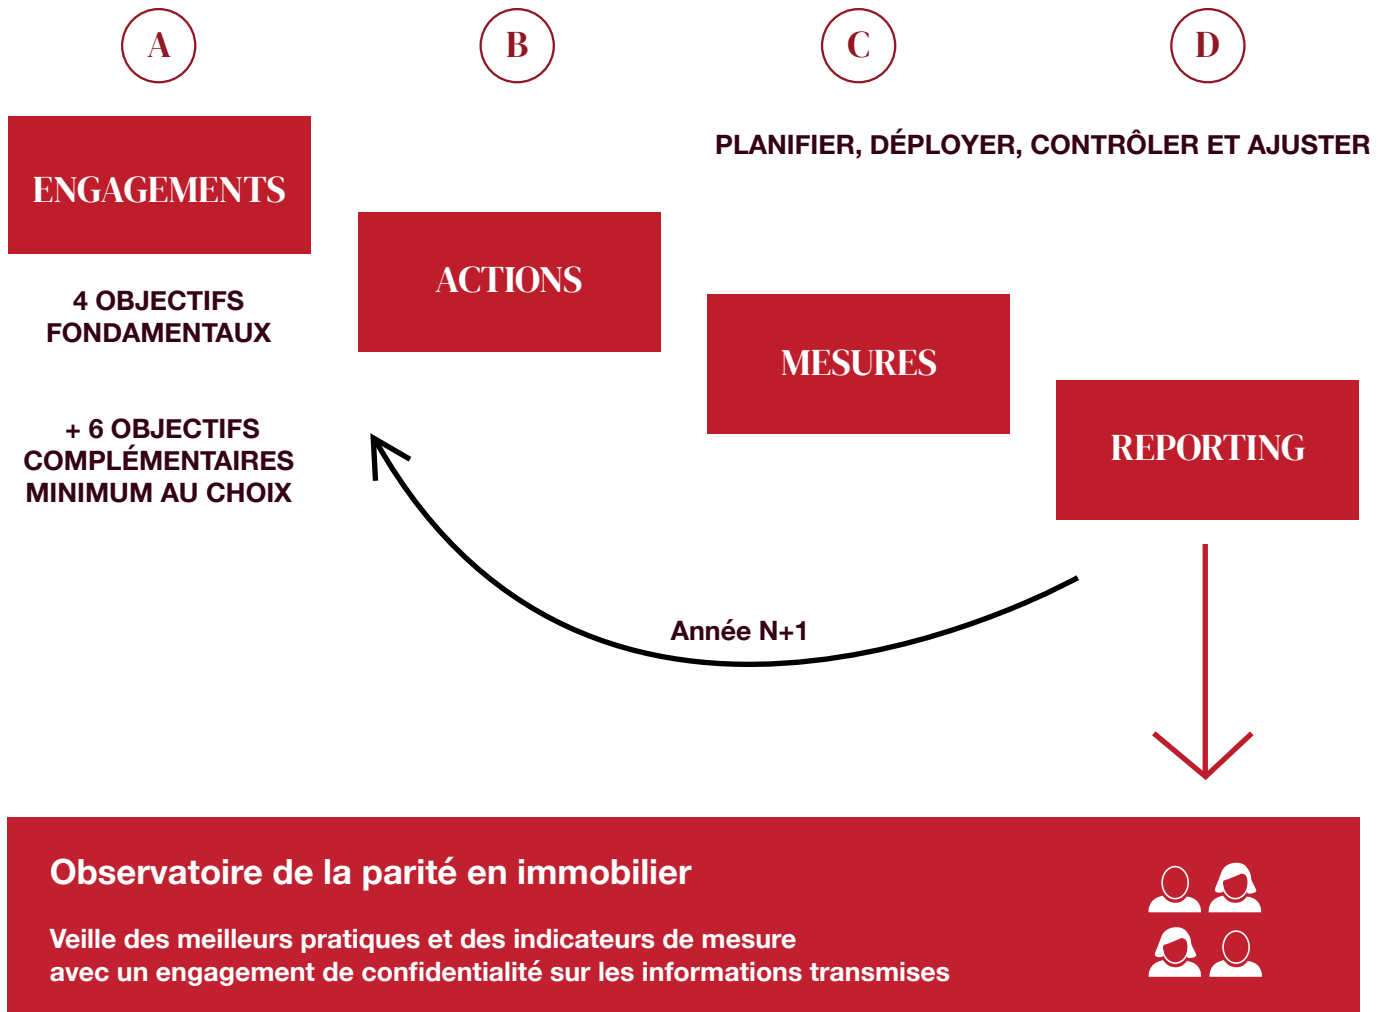 A
B
C
D
PLANIFIER, DÉPLOYER, CONTRÔLER ET AJUSTER
ENGAGEMENTS
4 OBJECTIFS
FONDAMENTAUX
+ 6 OBJECTIFS
COMPLÉMENTAIRES
MINIMUM AU CHOIX
ACTIONS
MESURES
REPORTING
Année N+1
Observatoire de la parité en immobilier
Veille des meilleurs pratiques et des indicateurs de mesure
avec un engagement de confidentialité sur les informations transmises